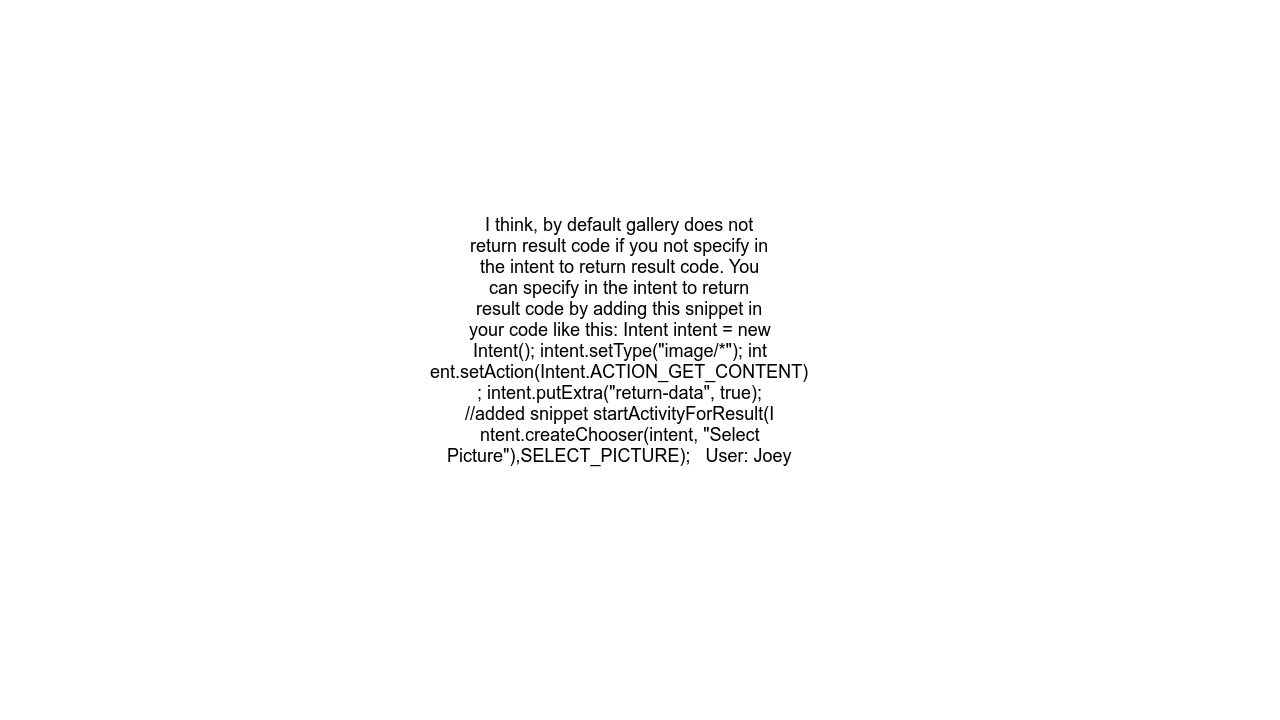 I think, by default gallery does not
return result code if you not specify in
the intent to return result code. You
can specify in the intent to return
result code by adding this snippet in
your code like this: Intent intent = new
Intent(); intent.setType("image/*"); int
ent.setAction(Intent.ACTION_GET_CONTENT)
; intent.putExtra("return-data", true);
//added snippet startActivityForResult(I
ntent.createChooser(intent, "Select
Picture"),SELECT_PICTURE);   User: Joey